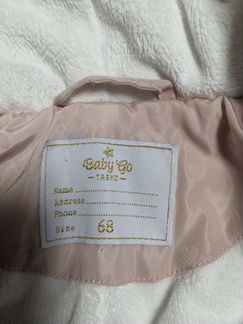 Baby Go
TREND
Name
Address
Phone
Size 68